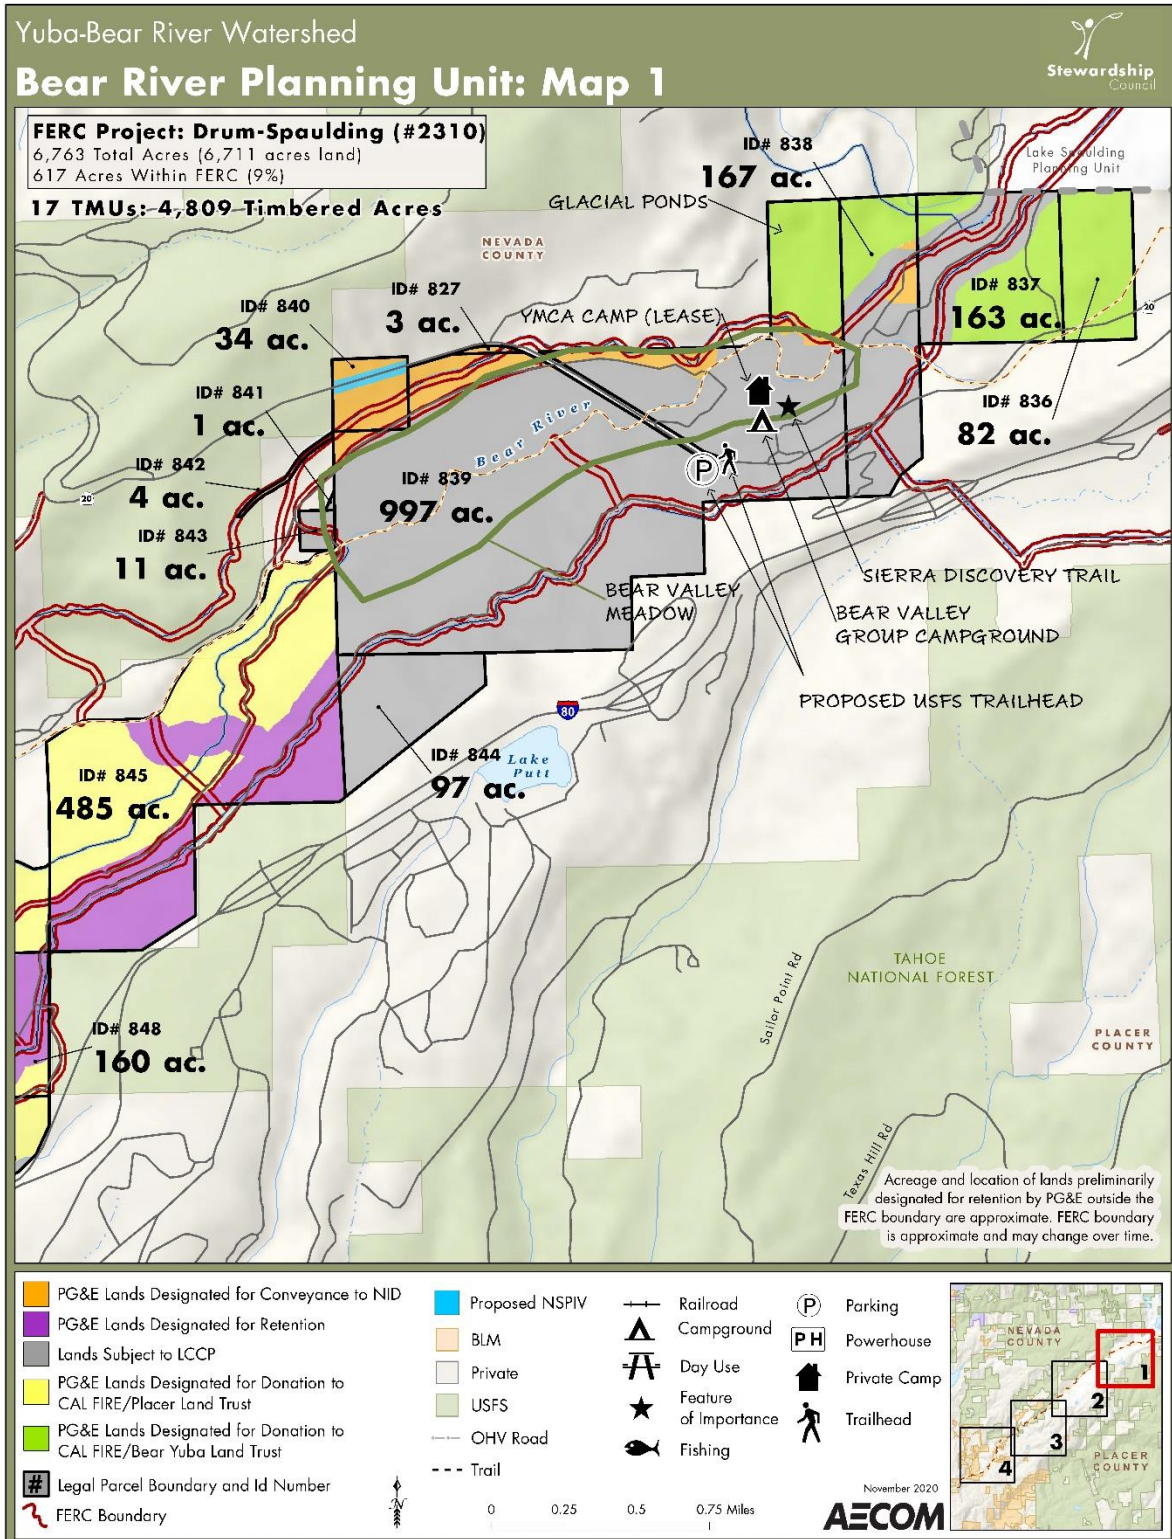 Yuba-Bear River Watershed
Bear River Planning Unit: Map 1
Stewardship
Council
FERC Project: Drum-Spaulding (#2310)
6,763 Total Acres (6,711 acres land)
617 Acres Within FERC (9%)
17 TMUs: 4,809 Timbered Acres
ID# 838
167 ac.
Lake Spaulding
Planning Unit
GLACIAL PONDS
NEVADA
COUNTY
ID# 827
3 ac.
ID# 840
34 ac.
YMCA CAMP (LEASE)
ID# 837
163 ac.
20
ID# 841
1 ac.
ID# 836
82 ac.
Bear River
ID# 842
4 ac.
20
ID# 839
997 ac.
P
ID# 843
11 ac.
SIERRA DISCOVERY TRAIL
BEAR VALLEY
MEADOW
BEAR VALLEY
GROUP CAMPGROUND
PROPOSED USFS TRAILHEAD
80
ID# 844
97 ac.
Lake
Putt
ID# 845
485 ac.
TAHOE
NATIONAL FOREST
Sailor Point Rd
ID# 848
160 ac.
PLACER
COUNTY
Texas Hill Rd
Acreage and location of lands preliminarily
designated for retention by PG&E outside the
FERC boundary are approximate. FERC boundary
is approximate and may change over time.
PG&E Lands Designated for Conveyance to NID
PG&E Lands Designated for Retention
Lands Subject to LCCP
PG&E Lands Designated for Donation to
CAL FIRE/Placer Land Trust
PG&E Lands Designated for Donation to
CAL FIRE/Bear Yuba Land Trust
# Legal Parcel Boundary and Id Number
FERC Boundary
Proposed NSPIV
BLM
Private
USFS
OHV Road
Trail
N
0 0.25 0.5 0.75 Miles
Railroad
Campground
Day Use
Feature
of Importance
Fishing
P Parking
PH Powerhouse
Private Camp
Trailhead
November 2020
AECOM
NEVADA
COUNTY
1
2
3
4
PLACER
COUNTY